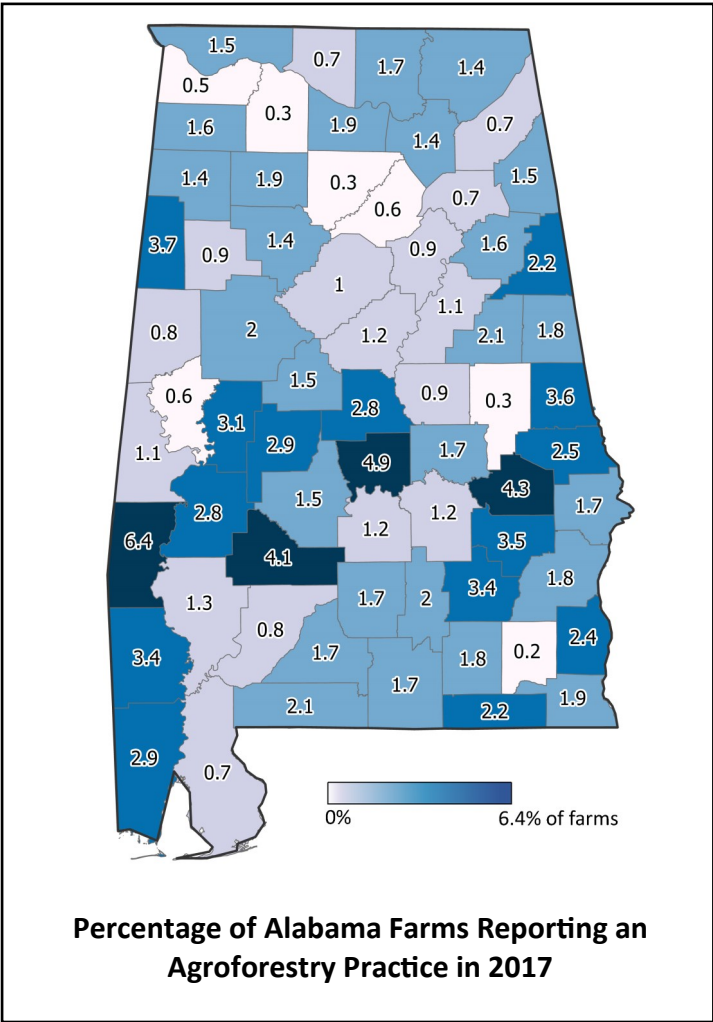 1.5 0.7 1.7 1.4
0.5 0.3 1.9 0.7
1.6 1.4
1.4 1.9 0.3 0.6 0.7 1.5
3.7 0.9 1.4 0.9 1.6 2.2
1 1.1
0.8 2 1.2 2.1 1.8
0.6 1.5 2.8 0.9 0.3 3.6
1.1 3.1 2.9 4.9 1.7 2.5
2.8 1.5 1.2 1.2 4.3 1.7
6.4 4.1 3.5
1.3 1.7 2 3.4 1.8
3.4 0.8 1.7 1.8 0.2 2.4
2.1 1.7 2.2 1.9
2.9 0.7
0% 6.4% of farms
Percentage of Alabama Farms Reporting an
Agroforestry Practice in 2017